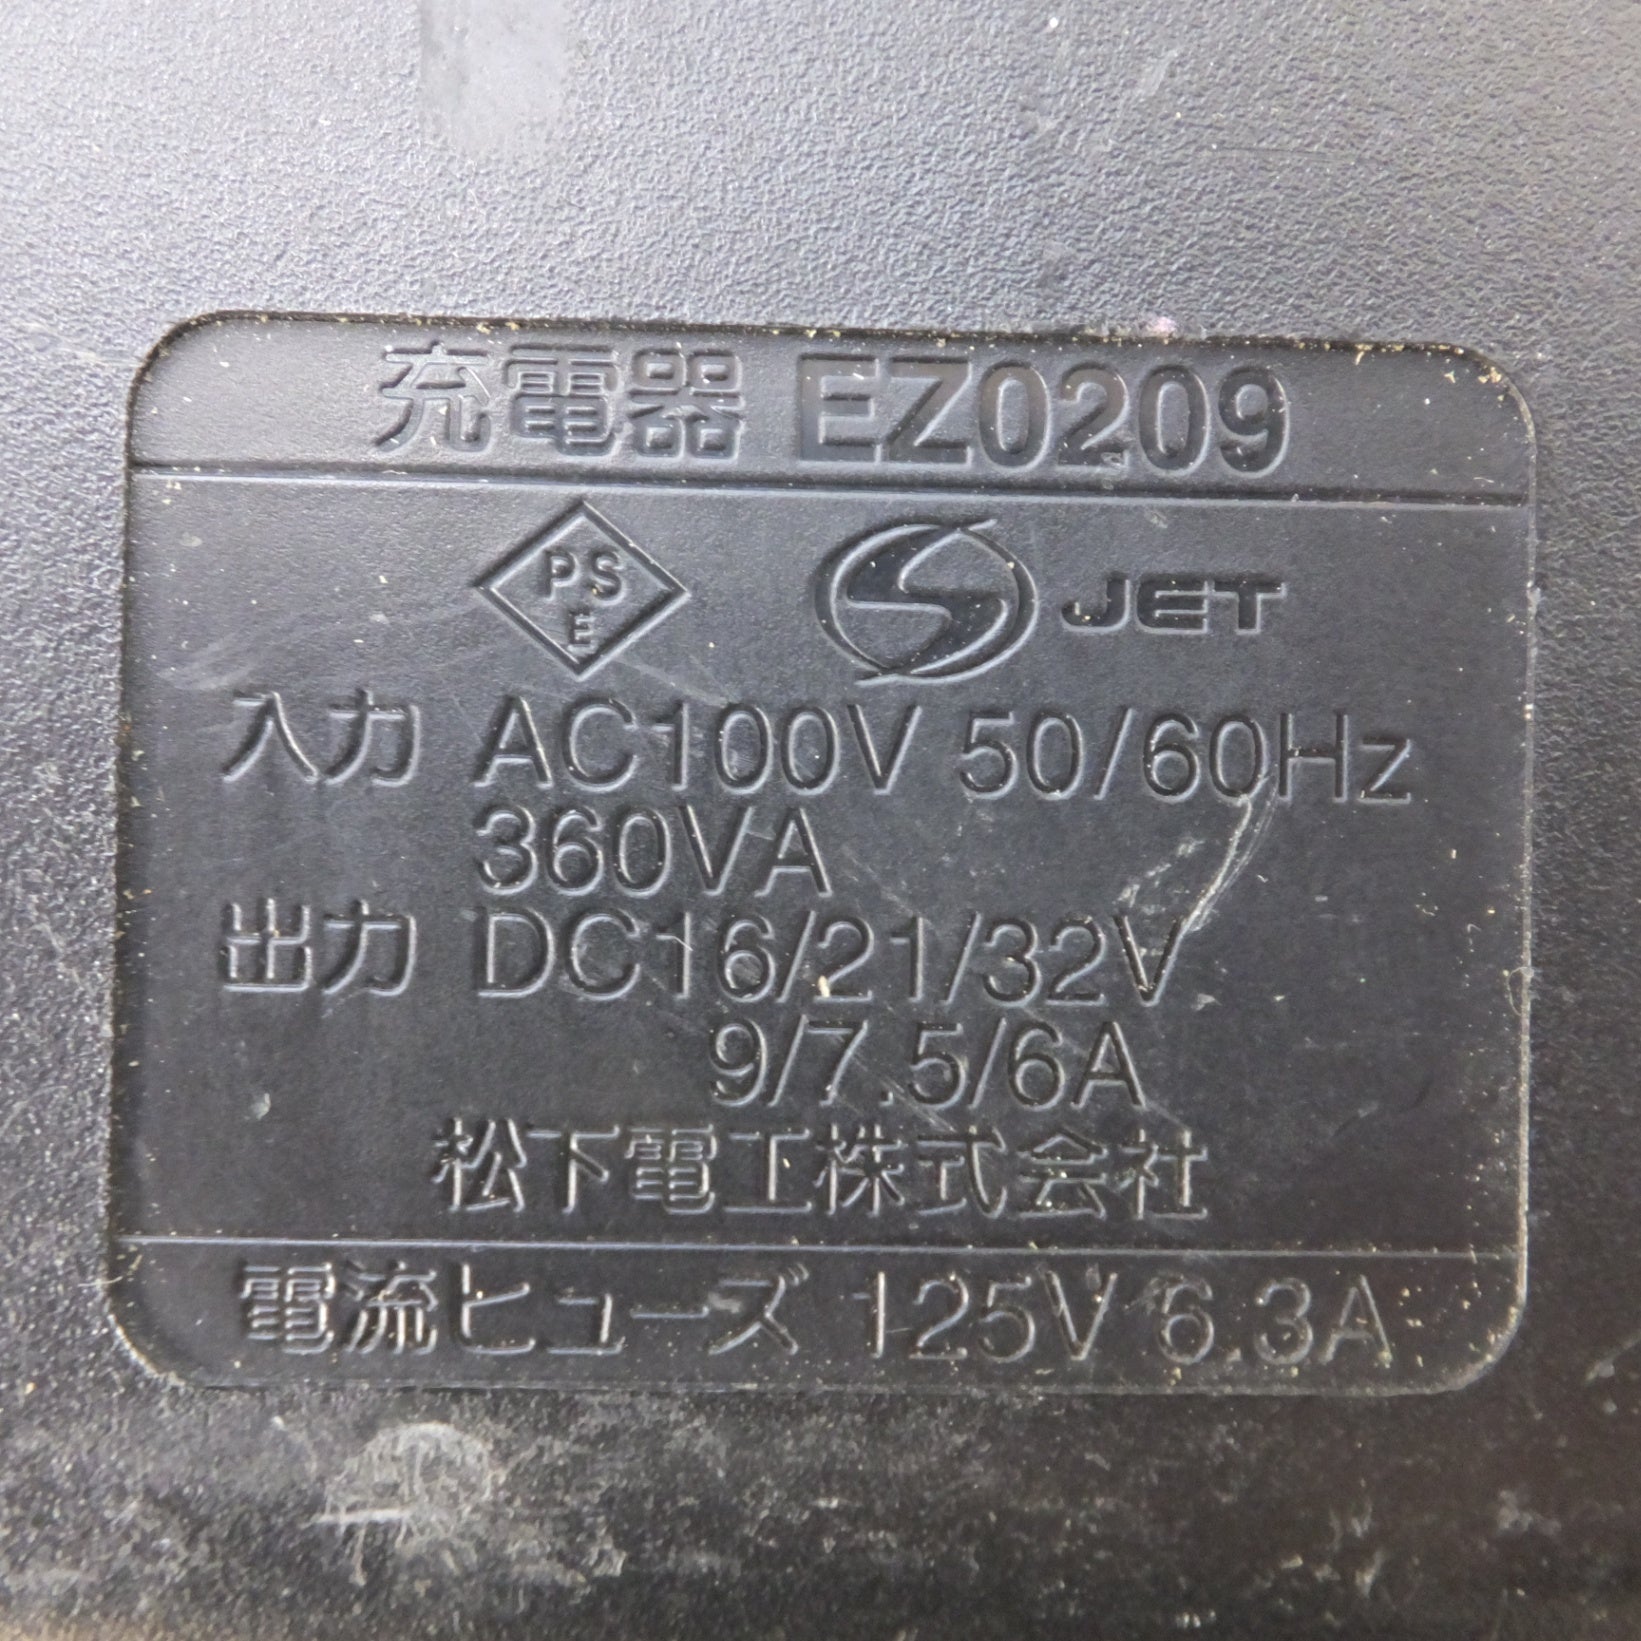 充電器 EZ0209
PS
E
S JET
入力 AC100V 50/60Hz
360VA
出力 DC16/21/32V
9/7.5/6A
松下電工株式会社
電流ヒューズ 125V 6.3A